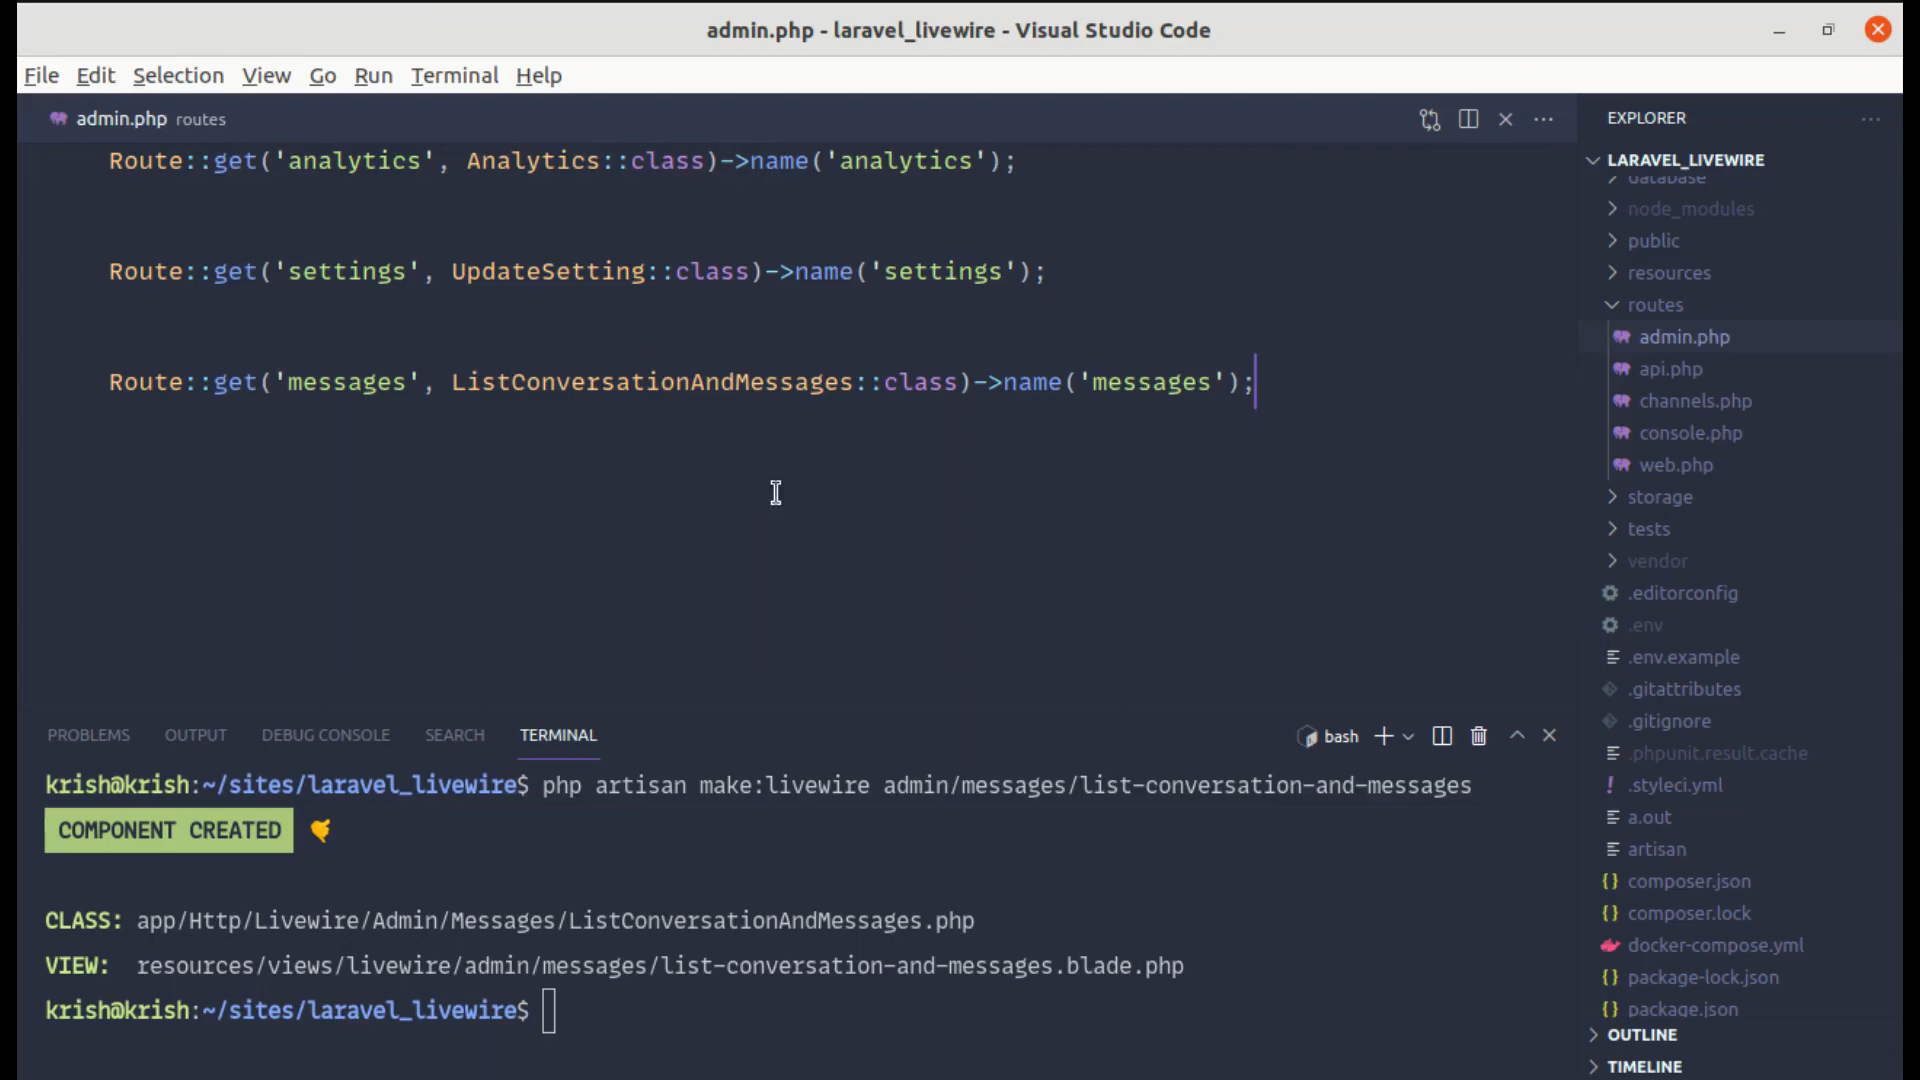 admin.php - laravel_livewire - Visual Studio Code
File Edit Selection View Go Run Terminal Help
admin.php routes
Route::get('analytics', Analytics::class)->name('analytics');
Route::get('settings', UpdateSetting::class)->name('settings');
Route::get('messages', ListConversationAndMessages::class)->name('messages');
PROBLEMS OUTPUT DEBUG CONSOLE SEARCH TERMINAL
bash
krish@krish:~/sites/laravel_livewire$ php artisan make:livewire admin/messages/list-conversation-and-messages
COMPONENT CREATED
CLASS: app/Http/Livewire/Admin/Messages/ListConversationAndMessages.php
VIEW: resources/views/livewire/admin/messages/list-conversation-and-messages.blade.php
krish@krish:~/sites/laravel_livewire$
EXPLORER
LARAVEL_LIVEWIRE
database
node_modules
public
resources
routes
admin.php
api.php
channels.php
console.php
web.php
storage
tests
vendor
.editorconfig
.env
.env.example
.gitattributes
.gitignore
.phpunit.result.cache
.styleci.yml
a.out
artisan
composer.json
composer.lock
docker-compose.yml
package-lock.json
package.json
OUTLINE
TIMELINE